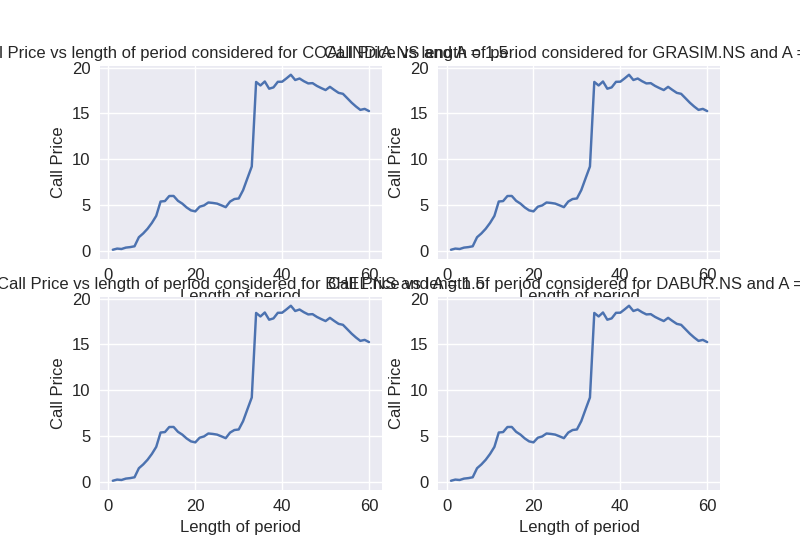 l Price vs length of period considered for COALINDIA.NS and A = 1.5
Call Price vs length of period considered for GRASIM.NS and A =
20
15
10
5
0
Call Price
0 20 40 60
Length of period
20
15
10
5
0
Call Price
0 20 40 60
Length of period
Call Price vs length of period considered for BHEL.NS and A = 1.5
Call Price vs length of period considered for DABUR.NS and A =
20
15
10
5
0
Call Price
0 20 40 60
Length of period
20
15
10
5
0
Call Price
0 20 40 60
Length of period